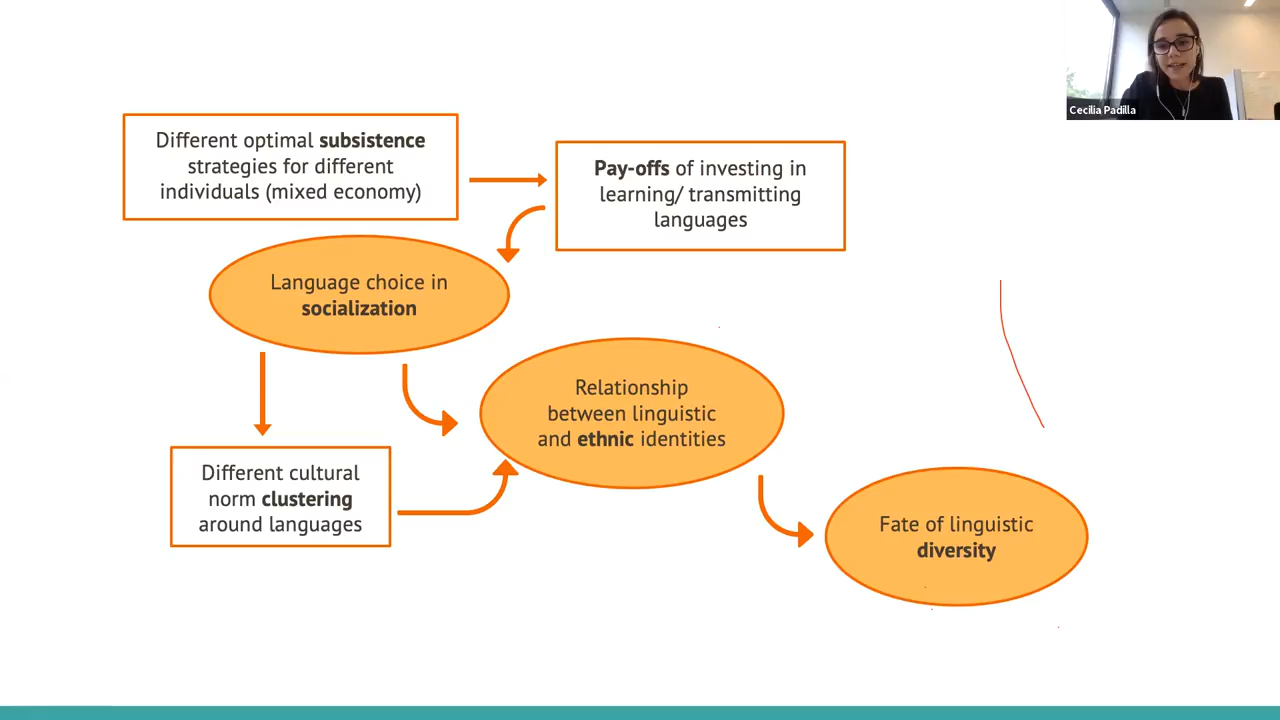 Cecilia Padilla
Different optimal subsistence
strategies for different
individuals (mixed economy)
Pay-offs of investing in
learning/ transmitting
languages
Language choice in
socialization
Relationship
between linguistic
and ethnic identities
Different cultural
norm clustering
around languages
Fate of linguistic
diversity